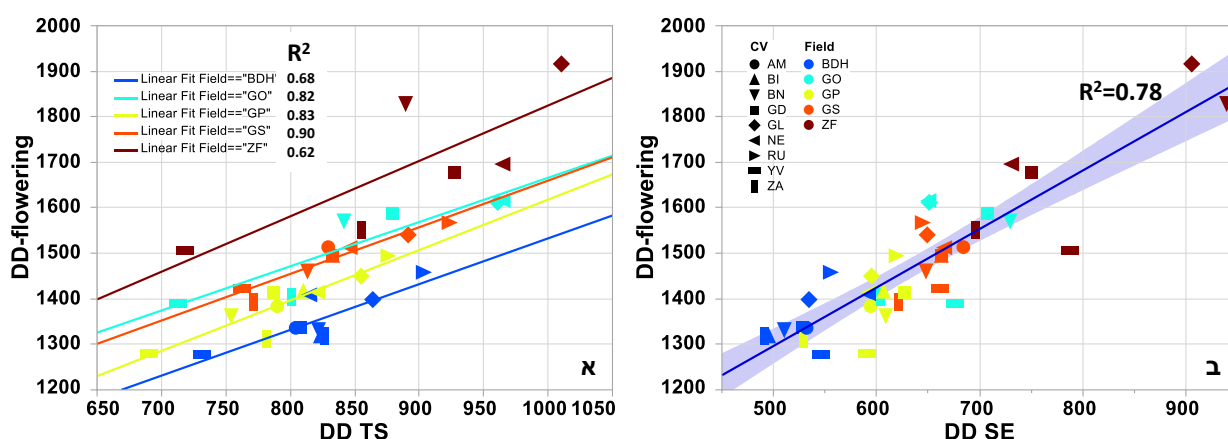 R²
Linear Fit Field=="BDH" 0.68
Linear Fit Field=="GO" 0.82
Linear Fit Field=="GP" 0.83
Linear Fit Field=="GS" 0.90
Linear Fit Field=="ZF" 0.62
DD-flowering
2000
1900
1800
1700
1600
1500
1400
1300
1200
650 700 750 800 850 900 950 1000 1050
DD TS
א
CV Field
AM BDH
BI GO
BN GP
GD GS
GL ZF
NE
RU
YV
ZA
R²=0.78
DD-flowering
2000
1900
1800
1700
1600
1500
1400
1300
1200
500 600 700 800 900
DD SE
ב